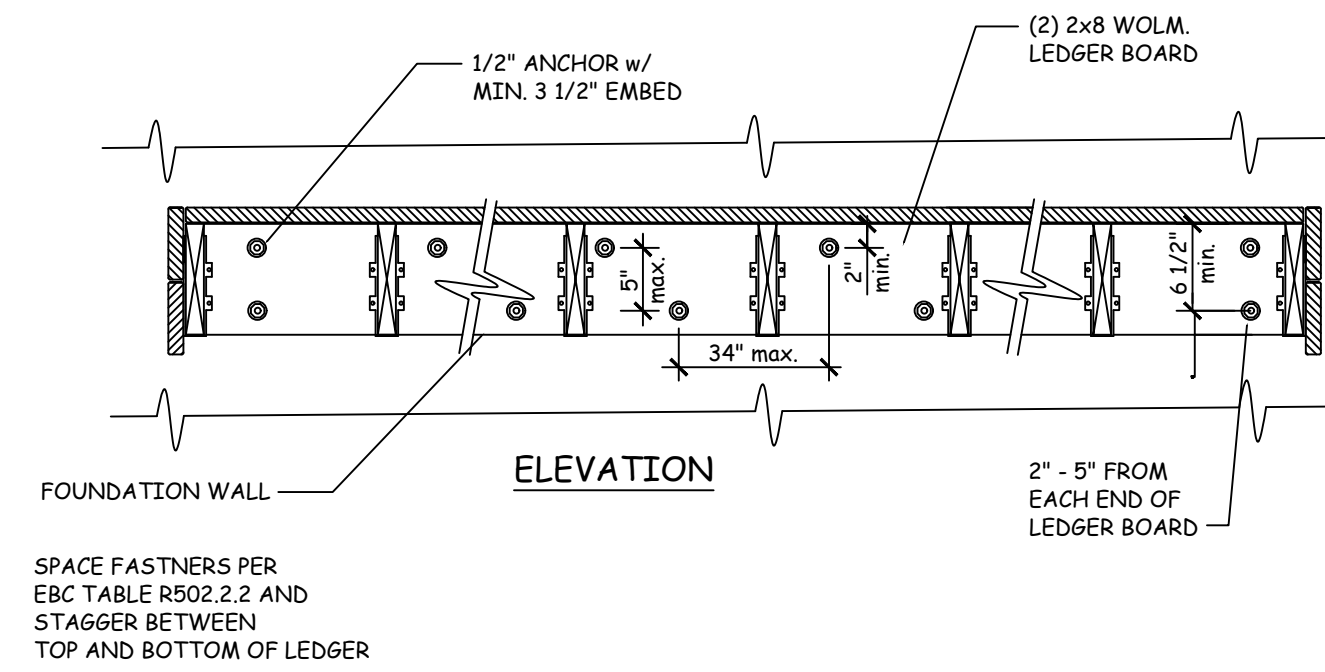 (2) 2x8 WOLM.
LEDGER BOARD
1/2" ANCHOR w/
MIN. 3 1/2" EMBED
5"
max.
2"
min.
6 1/2"
min.
34" max.
ELEVATION
FOUNDATION WALL
2" - 5" FROM
EACH END OF
LEDGER BOARD
SPACE FASTNERS PER
EBC TABLE R502.2.2 AND
STAGGER BETWEEN
TOP AND BOTTOM OF LEDGER